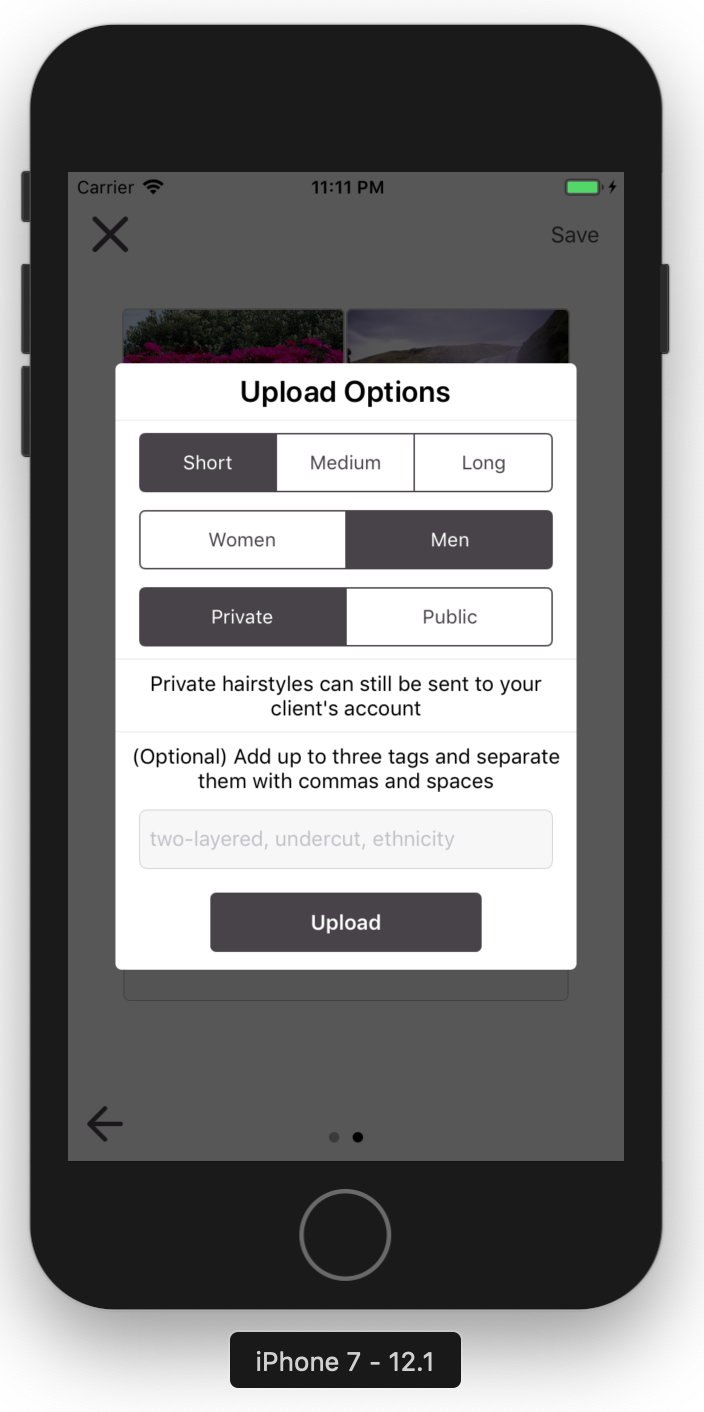 Carrier 11:11 PM
Save
Upload Options
Short Medium Long
Women Men
Private Public
Private hairstyles can still be sent to your
client's account
(Optional) Add up to three tags and separate
them with commas and spaces
two-layered, undercut, ethnicity
Upload
iPhone 7 - 12.1